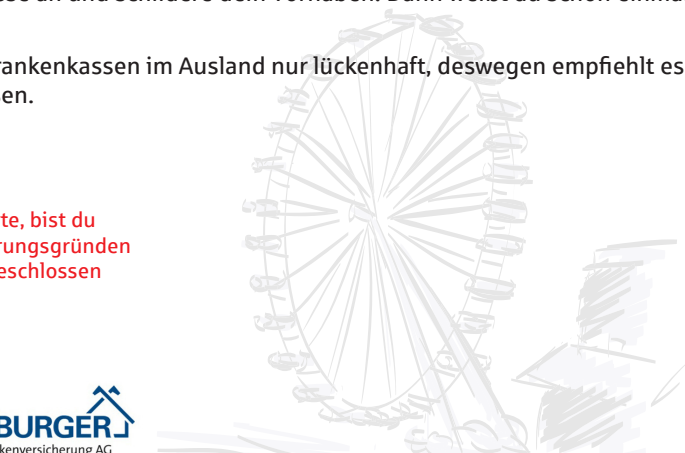 rankenkassen im Ausland nur lückenhaft, deswegen empfiehlt es
en.
te, bist du
rungsgründen
eschlossen
BURGER
kenversicherung AG